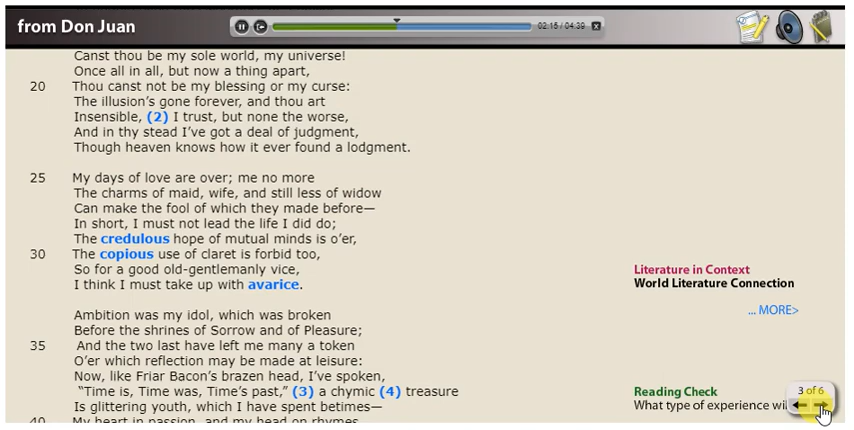 from Don Juan
02:15 / 04:39
Canst thou be my sole world, my universe!
Once all in all, but now a thing apart,
20 Thou canst not be my blessing or my curse:
The illusion's gone forever, and thou art
Insensible, (2) I trust, but none the worse,
And in thy stead I've got a deal of judgment,
Though heaven knows how it ever found a lodgment.
25 My days of love are over; me no more
The charms of maid, wife, and still less of widow
Can make the fool of which they made before—
In short, I must not lead the life I did do;
The credulous hope of mutual minds is o'er,
30 The copious use of claret is forbid too,
So for a good old-gentlemanly vice,
I think I must take up with avarice.
Literature in Context
World Literature Connection
... MORE>
Ambition was my idol, which was broken
Before the shrines of Sorrow and of Pleasure;
35 And the two last have left me many a token
O'er which reflection may be made at leisure:
Now, like Friar Bacon's brazen head, I've spoken,
"Time is, Time was, Time's past," (3) a chymic (4) treasure
Is glittering youth, which I have spent betimes—
40 My heart in passion, and my head on rhymes.
Reading Check
What type of experience
3 of 6